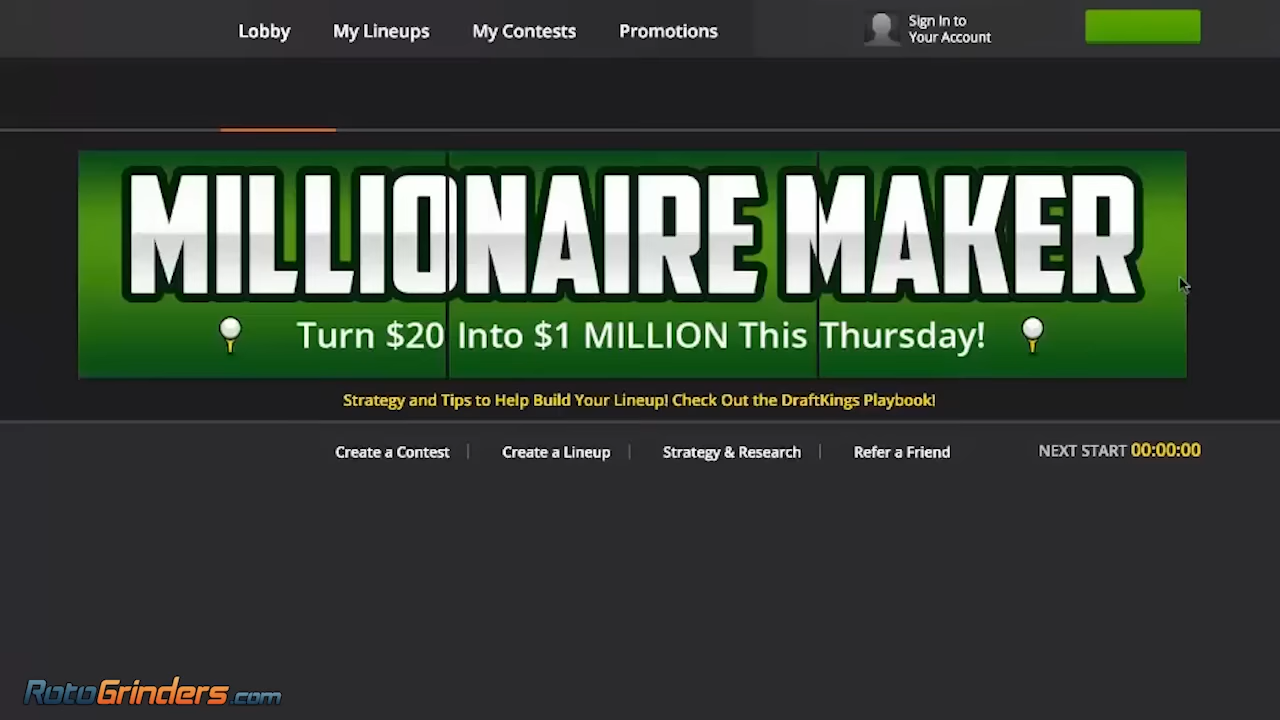 Lobby
My Lineups
My Contests
Promotions
Sign In to
Your Account
MILLIONAIRE MAKER
Turn $20 Into $1 MILLION This Thursday!
Strategy and Tips to Help Build Your Lineup! Check Out the DraftKings Playbook!
Create a Contest | Create a Lineup | Strategy & Research | Refer a Friend
NEXT START 00:00:00
RotoGrinders.com